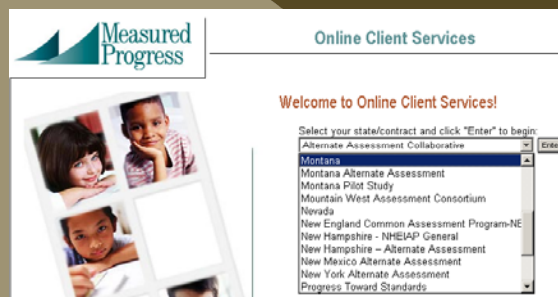 Measured
Progress
Online Client Services
Welcome to Online Client Services!
Select your state/contract and click "Enter" to begin:
Alternate Assessment Collaborative
Montana
Montana Alternate Assessment
Montana Pilot Study
Mountain West Assessment Consortium
Nevada
New England Common Assessment Program-NE
New Hampshire - NHEIAP General
New Hampshire – Alternate Assessment
New Mexico Alternate Assessment
New York Alternate Assessment
Progress Toward Standards